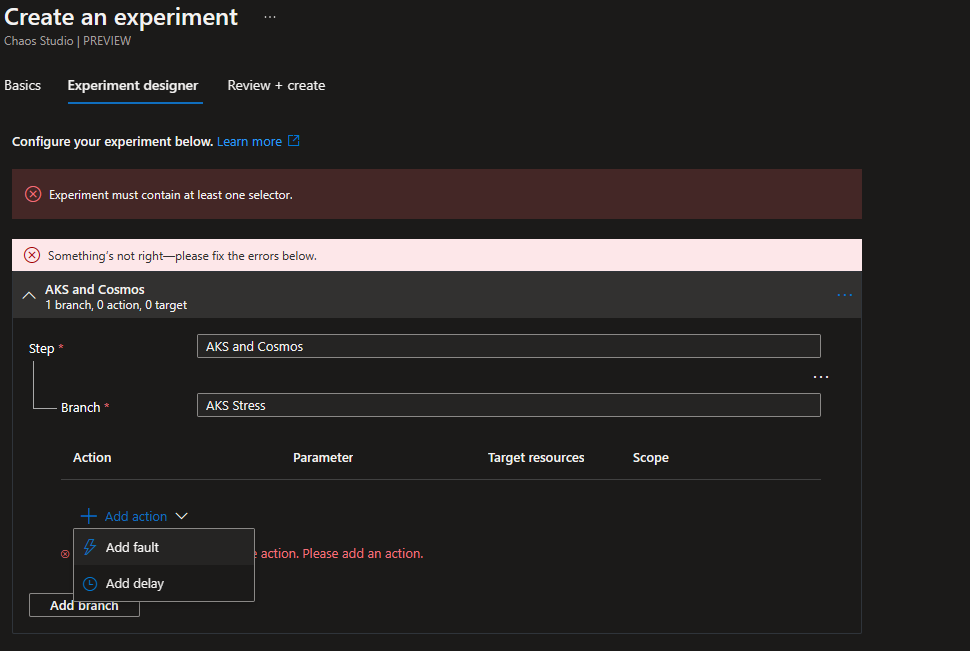 Create an experiment ...
Chaos Studio | PREVIEW
Basics Experiment designer Review + create
Configure your experiment below. Learn more
Experiment must contain at least one selector.
Something's not right—please fix the errors below.
AKS and Cosmos
1 branch, 0 action, 0 target
...
Step * AKS and Cosmos
...
Branch * AKS Stress
Action Parameter Target resources Scope
Add action
Add fault
action. Please add an action.
Add delay
Add branch